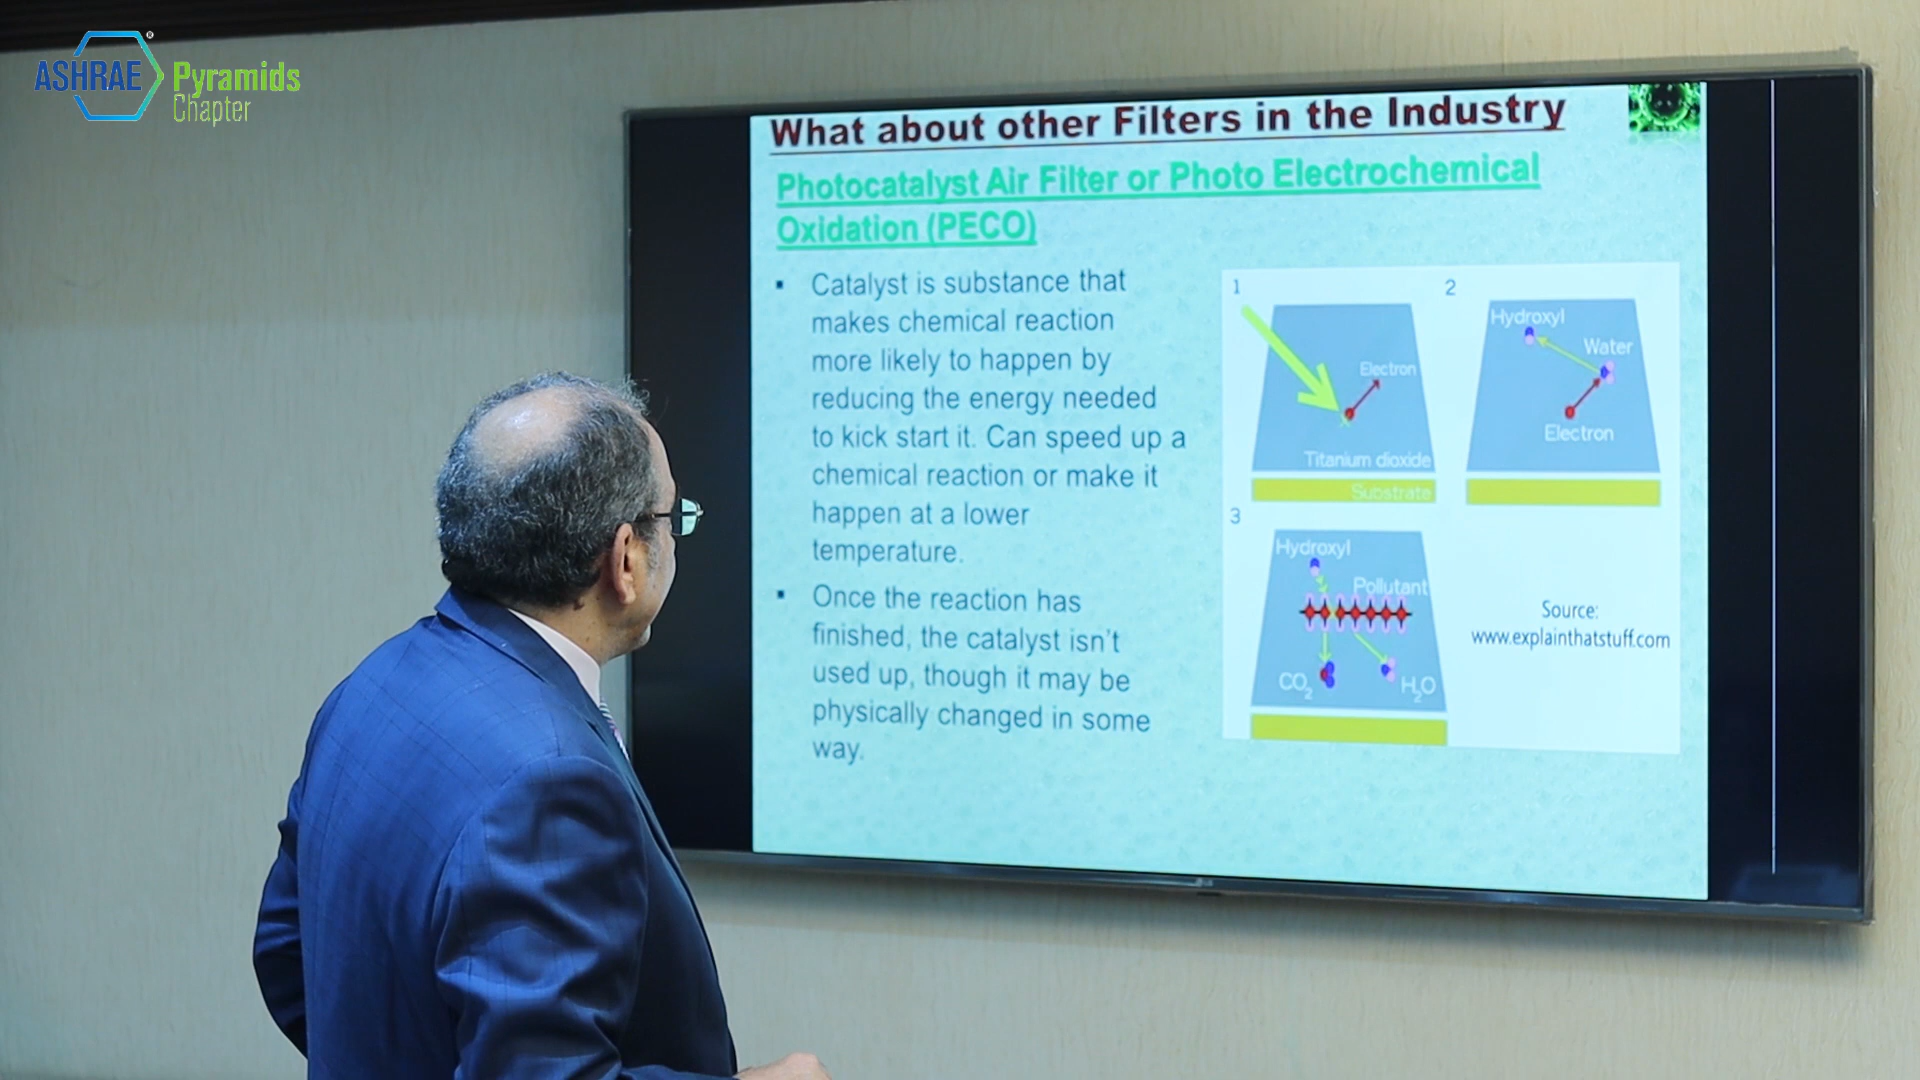 ASHRAE®
Pyramids
Chapter
What about other Filters in the Industry
Photocatalyst Air Filter or Photo Electrochemical
Oxidation (PECO)
▪ Catalyst is substance that
makes chemical reaction
more likely to happen by
reducing the energy needed
to kick start it. Can speed up a
chemical reaction or make it
happen at a lower
temperature.
▪ Once the reaction has
finished, the catalyst isn't
used up, though it may be
physically changed in some
way.
1
Electron
Titanium dioxide
Substrate
2
Hydroxyl
Water
Electron
3
Hydroxyl
Pollutant
CO2
H2O
Source:
www.explainthatstuff.com